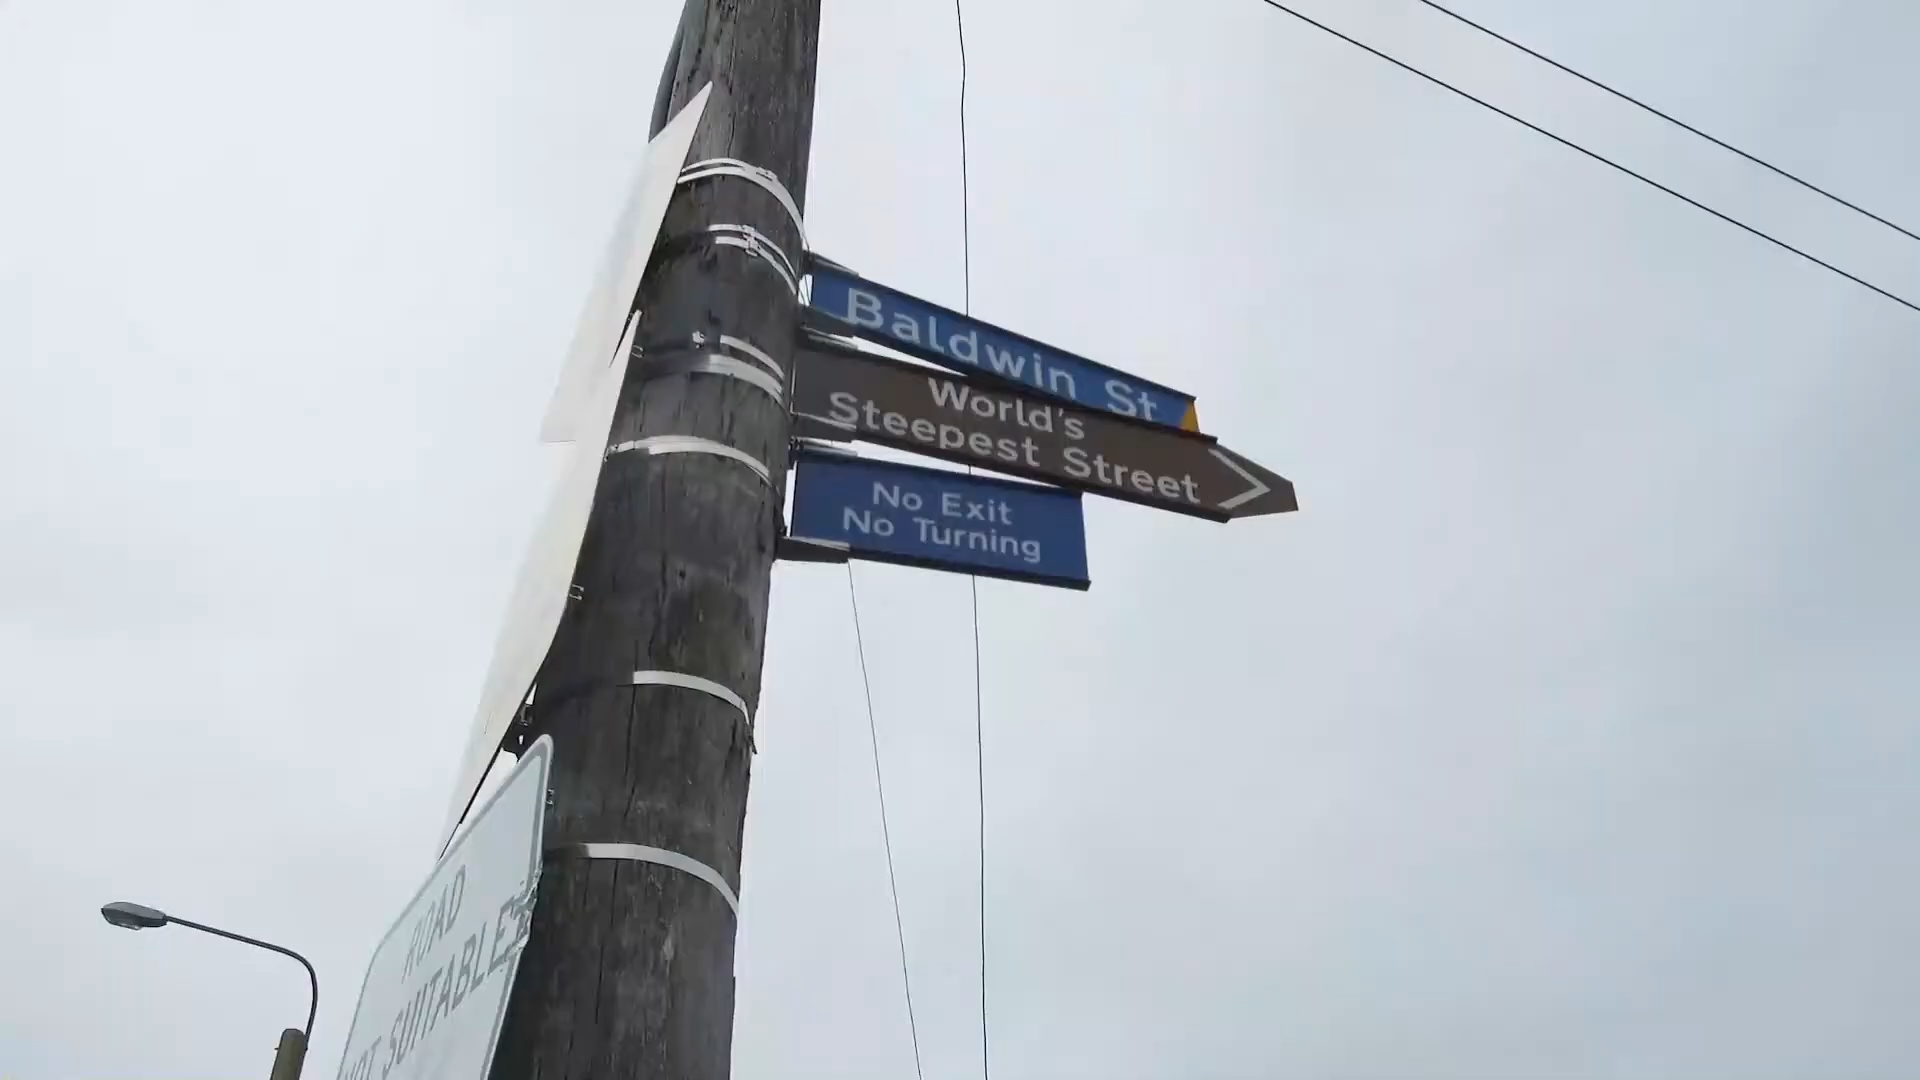 Baldwin St
World's
Steepest Street
No Exit
No Turning
ROAD
NOT SUITABLE